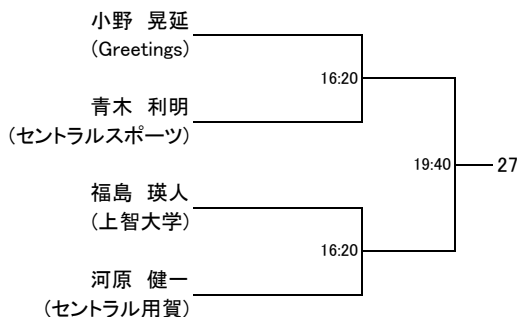 小野 晃延
(Greetings)
16:20
青木 利明
(セントラルスポーツ)
19:40
27
福島 瑛人
(上智大学)
16:20
河原 健一
(セントラル用賀)